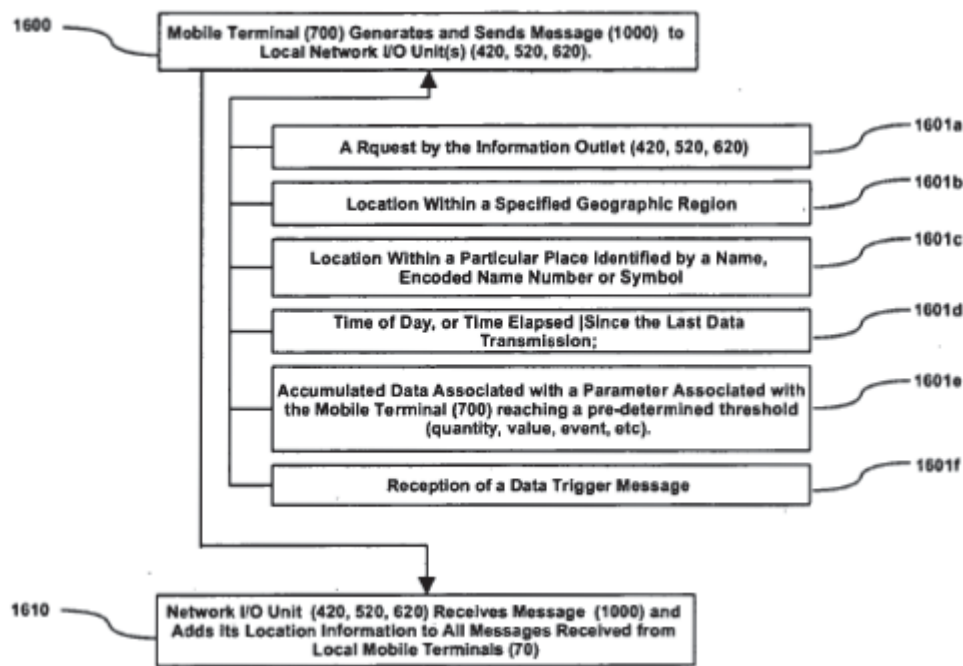 1600
Mobile Terminal (700) Generates and Sends Message (1000) to
Local Network I/O Unit(s) (420, 520, 620).
1601a
A Rquest by the Information Outlet (420, 520, 620)
1601b
Location Within a Specified Geographic Region
1601c
Location Within a Particular Place Identified by a Name,
Encoded Name Number or Symbol
1601d
Time of Day, or Time Elapsed |Since the Last Data
Transmission;
1601e
Accumulated Data Associated with a Parameter Associated with
the Mobile Terminal (700) reaching a pre-determined threshold
(quantity, value, event, etc).
1601f
Reception of a Data Trigger Message
1610
Network I/O Unit (420, 520, 620) Receives Message (1000) and
Adds Its Location Information to All Messages Received from
Local Mobile Terminals (70)